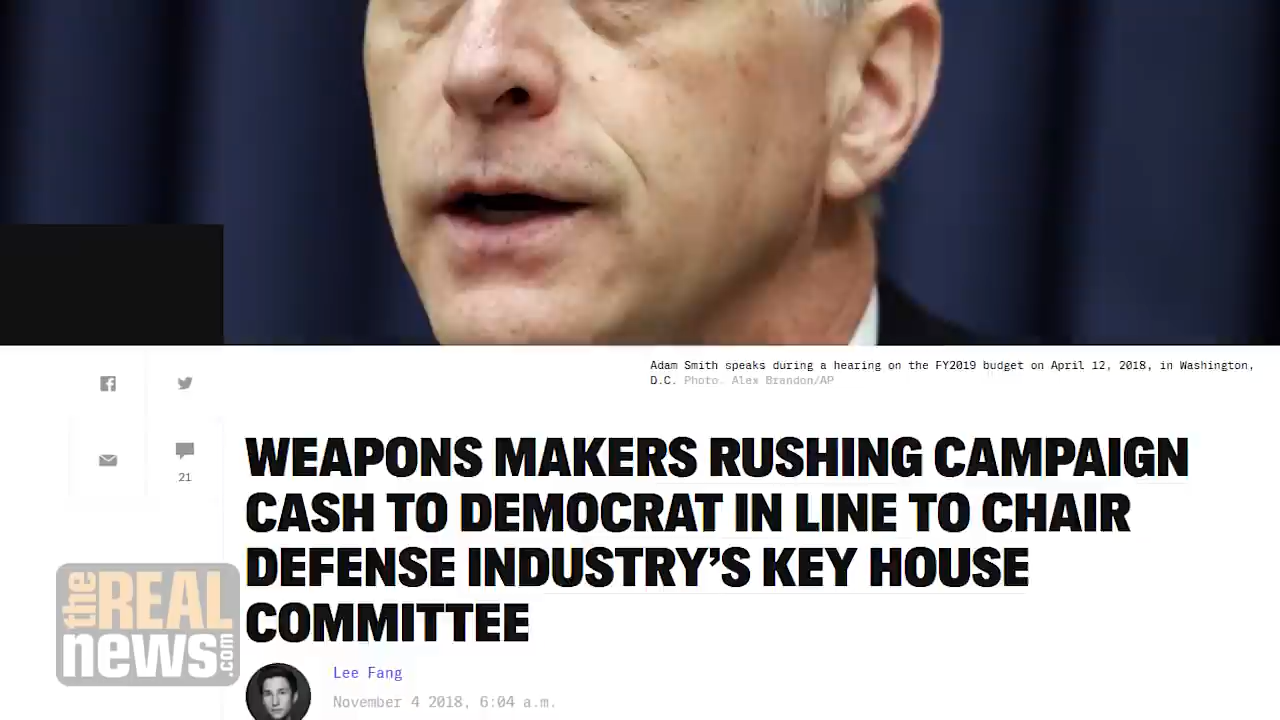 Adam Smith speaks during a hearing on the FY2019 budget on April 12, 2018, in Washington,
D.C. Photo. Alex Brandon/AP
21
WEAPONS MAKERS RUSHING CAMPAIGN
CASH TO DEMOCRAT IN LINE TO CHAIR
DEFENSE INDUSTRY’S KEY HOUSE
COMMITTEE
the REAL
news.com
Lee Fang
November 4 2018, 6:04 a.m.